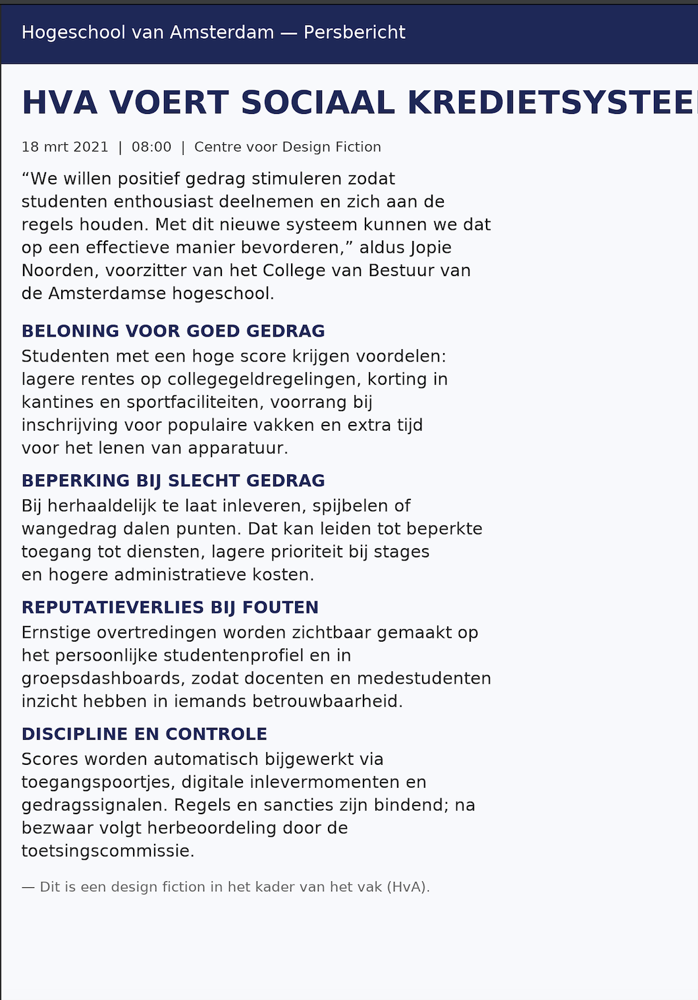 Hogeschool van Amsterdam — Persbericht
HVA VOERT SOCIAAL
18 mrt 2021 | 08:00 | Centre voor Design Fiction
“We willen positief gedrag stimuleren zodat
studenten enthousiast deelnemen en zich aan de
regels houden. Met dit nieuwe systeem kunnen we dat
op een effectieve manier bevorderen,” aldus Jopie
Noorden, voorzitter van het College van Bestuur van
de Amsterdamse hogeschool.
BELONING VOOR GOED GEDRAG
Studenten met een hoge score krijgen voordelen:
lagere rentes op collegegeldregelingen, korting in
kantines en sportfaciliteiten, voorrang bij
inschrijving voor populaire vakken en extra tijd
voor het lenen van apparatuur.
BEPERKING BIJ SLECHT GEDRAG
Bij herhaaldelijk te laat inleveren, spijbelen of
wangedrag dalen punten. Dat kan leiden tot beperkte
toegang tot diensten, lagere prioriteit bij stages
en hogere administratieve kosten.
REPUTATIEVERLIES BIJ FOUTEN
Ernstige overtredingen worden zichtbaar gemaakt op
het persoonlijke studentenprofiel en in
groepsdashboards, zodat docenten en medestudenten
inzicht hebben in iemands betrouwbaarheid.
DISCIPLINE EN CONTROLE
Scores worden automatisch bijgewerkt via
toegangspoortjes, digitale inlevermomenten en
gedragssignalen. Regels en sancties zijn bindend; na
bezwaar volgt herbeoordeling door de
toetsingscommissie.
— Dit is een design fiction in het kader van het vak (HvA).